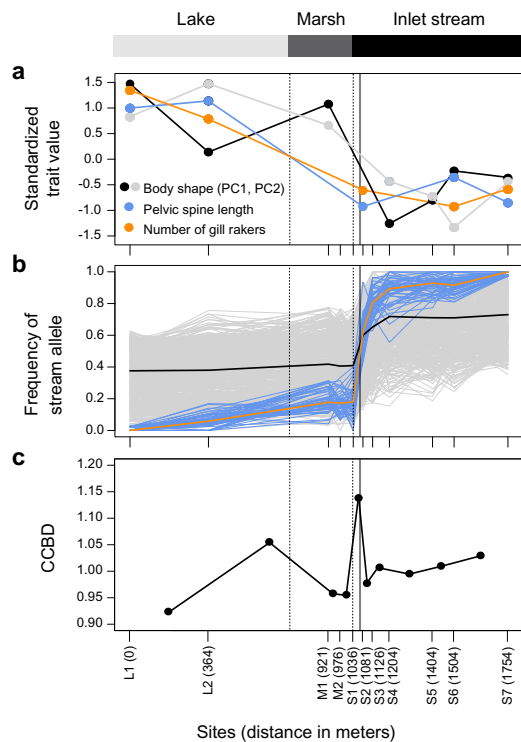 Lake Marsh Inlet stream
a
Standardized
trait value
1.5
1.0
0.5
0.0
-0.5
-1.0
-1.5
Body shape (PC1, PC2)
Pelvic spine length
Number of gill rakers
b
Frequency of
stream allele
1.0
0.8
0.6
0.4
0.2
0.0
c
CCBD
1.20
1.15
1.10
1.05
1.00
0.95
0.90
L1 (0)
L2 (364)
M1 (921)
M2 (976)
S1 (1036)
S2 (1081)
S3 (1126)
S4 (1204)
S5 (1404)
S6 (1504)
S7 (1754)
Sites (distance in meters)